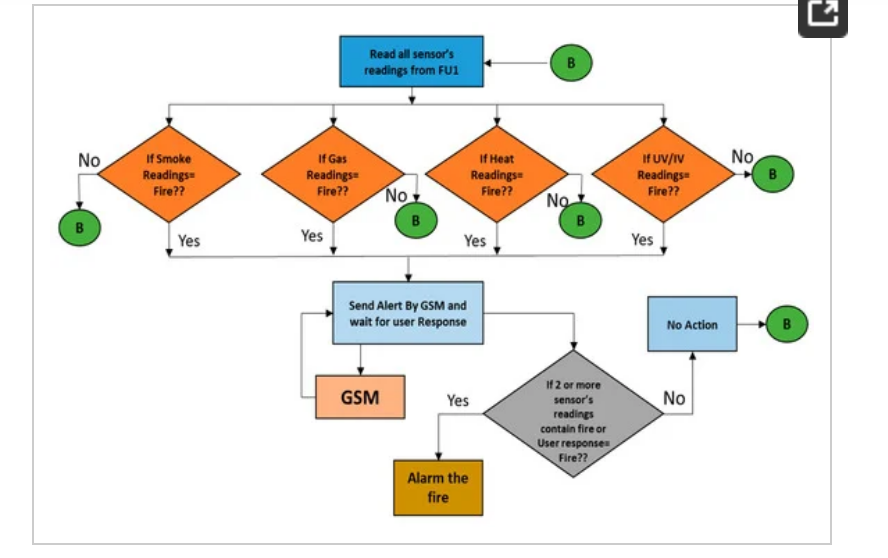 Read all sensor's
readings from FU1
B
If Smoke
Readings=
Fire??
If Gas
Readings=
Fire??
If Heat
Readings=
Fire??
If UV/IV
Readings=
Fire??
No
No
No
No
B
B
B
B
Yes
Yes
Yes
Yes
Send Alert By GSM and
wait for user Response
No Action
B
GSM
If 2 or more
sensor's
readings
contain fire or
User response=
Fire??
Yes
No
Alarm the
fire